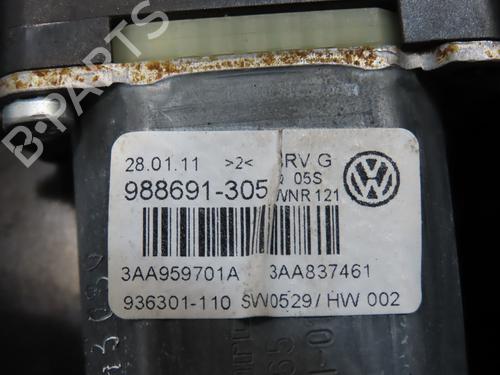 B-PARTS
28.01.11 >2< RV G
988691-305 05S
WNR 121
3AA959701A 3AA837461
936301-110 SW0529/ HW 002